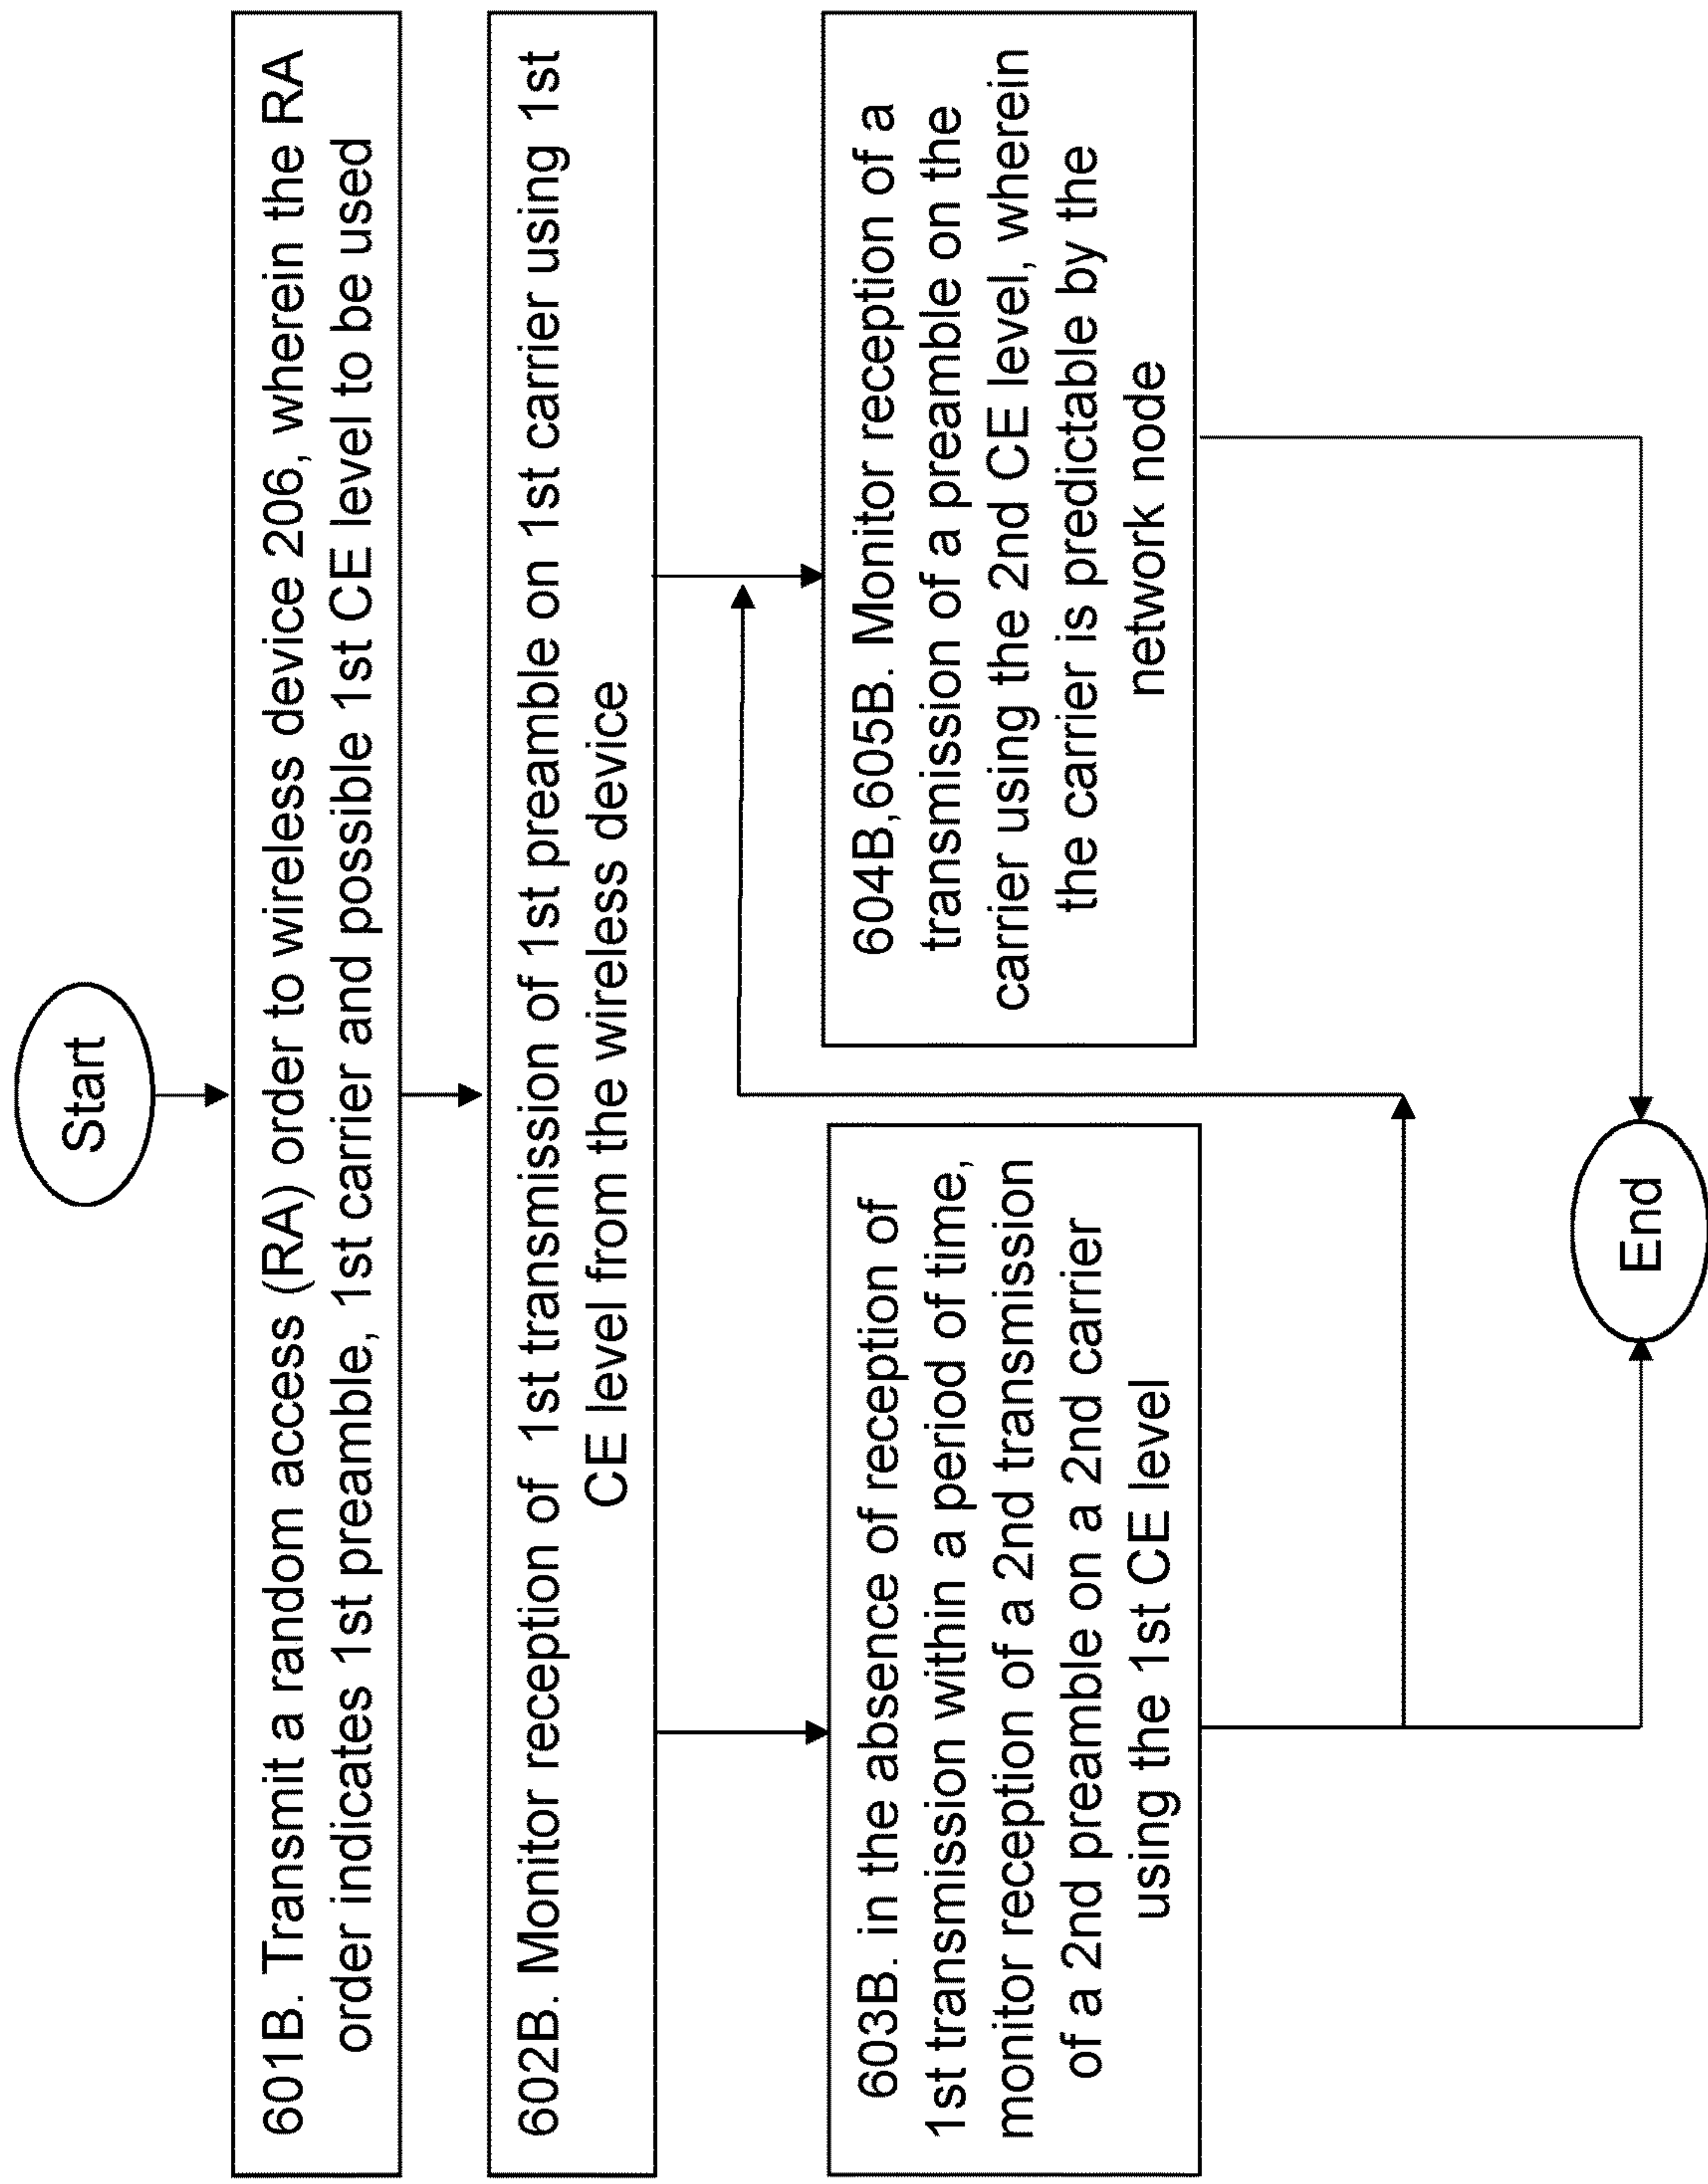 Start
601B. Transmit a random access (RA) order to wireless device 206, wherein the RA
order indicates 1st preamble, 1st carrier and possible 1st CE level to be used
602B. Monitor reception of 1st transmission of 1st preamble on 1st carrier using 1st
CE level from the wireless device
603B. in the absence of reception of
1st transmission within a period of time,
monitor reception of a 2nd transmission
of a 2nd preamble on a 2nd carrier
using the 1st CE level
604B,605B. Monitor reception of a
transmission of a preamble on the
carrier using the 2nd CE level, wherein
the carrier is predictable by the
network node
End